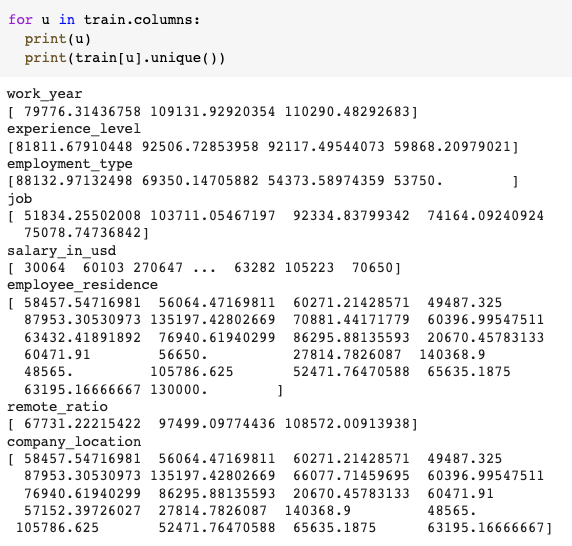 for u in train.columns:
  print(u)
  print(train[u].unique())
work_year
[ 79776.31436758 109131.92920354 110290.48292683]
experience_level
[81811.67910448 92506.72853958 92117.49544073 59868.20979021]
employment_type
[88132.97132498 69350.14705882 54373.58974359 53750.        ]
job
[ 51834.25502008 103711.05467197  92334.83799342  74164.09240924
  75078.74736842]
salary_in_usd
[ 30064  60103 270647 ...  63282 105223  70650]
employee_residence
[ 58457.54716981  56064.47169811  60271.21428571  49487.325
  87953.30530973 135197.42802669  70881.44171779  60396.99547511
  63432.41891892  76940.61940299  86295.88135593  20670.45783133
  60471.91        56650.          27814.7826087  140368.9
  48565.         105786.625       52471.76470588  65635.1875
  63195.16666667 130000.        ]
remote_ratio
[ 67731.22215422  97499.09774436 108572.00913938]
company_location
[ 58457.54716981  56064.47169811  60271.21428571  49487.325
  87953.30530973 135197.42802669  66077.71459695  60396.99547511
  76940.61940299  86295.88135593  20670.45783133  60471.91
  57152.39726027  27814.7826087  140368.9         48565.
 105786.625       52471.76470588  65635.1875      63195.16666667]